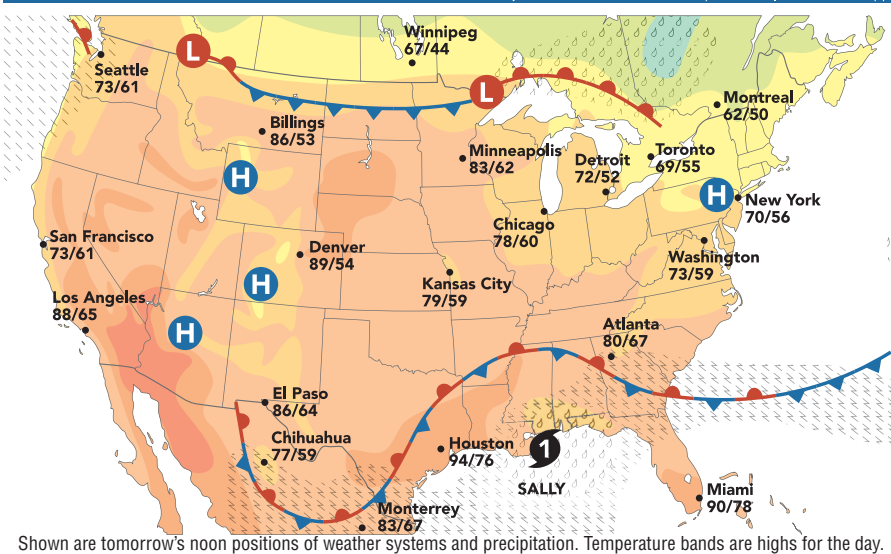 Winnipeg
67/44
L
Seattle
73/61
L
Montreal
62/50
Billings
86/53
Minneapolis
83/62
Detroit
72/52
Toronto
69/55
H
H
New York
70/56
Chicago
78/60
San Francisco
73/61
Denver
89/54
Washington
73/59
Kansas City
79/59
H
Los Angeles
88/65
H
Atlanta
80/67
El Paso
86/64
Chihuahua
77/59
Houston
94/76
1
SALLY
Miami
90/78
Monterrey
83/67
Shown are tomorrow's noon positions of weather systems and precipitation. Temperature bands are highs for the day.